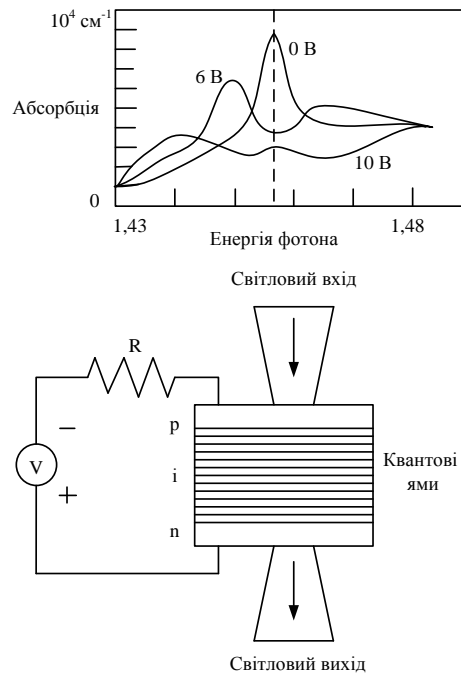 10⁴ см⁻¹
0 В
6 В
Абсорбція
10 В
0
1,43
1,48
Енергія фотона
Світловий вхід
R
p
–
V
i
Квантові
ями
+
n
Світловий вихід